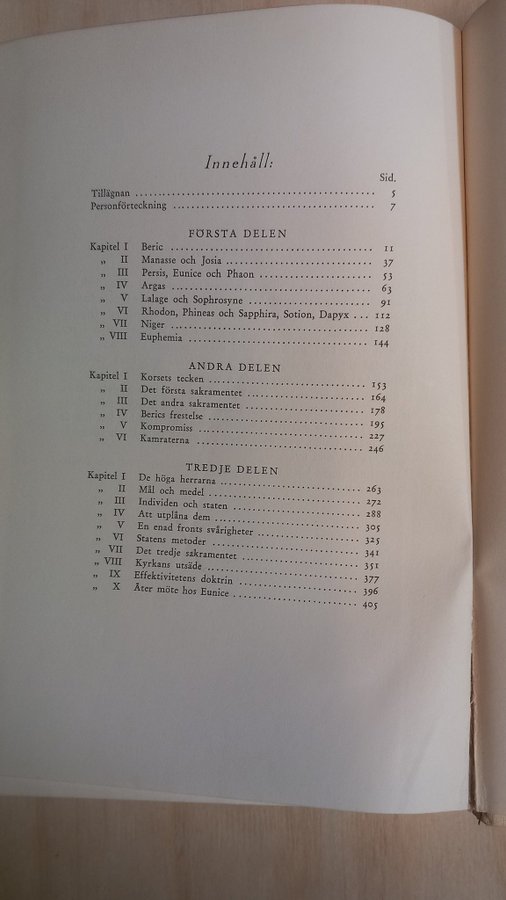 Innehåll:
Sid.
Tillägnan ........................................ 5
Personförteckning ........................................ 7
FÖRSTA DELEN
Kapitel I Beric ........................................ 11
„ II Manasse och Josia ........................................ 37
„ III Persis, Eunice och Phaon ........................................ 53
„ IV Argas ........................................ 63
„ V Lalage och Sophrosyne ........................................ 91
„ VI Rhodon, Phineas och Sapphira, Sotion, Dapyx ... 112
„ VII Niger ........................................ 128
„ VIII Euphemia ........................................ 144
ANDRA DELEN
Kapitel I Korsets tecken ........................................ 153
„ II Det första sakramentet ........................................ 164
„ III Det andra sakramentet ........................................ 178
„ IV Berics frestelse ........................................ 195
„ V Kompromiss ........................................ 227
„ VI Kamraterna ........................................ 246
TREDJE DELEN
Kapitel I De höga herrarna ........................................ 263
„ II Mål och medel ........................................ 272
„ III Individen och staten ........................................ 288
„ IV Att utplåna dem ........................................ 305
„ V En enad fronts svårigheter ........................................ 325
„ VI Statens metoder ........................................ 341
„ VII Det tredje sakramentet ........................................ 351
„ VIII Kyrkans utsäde ........................................ 377
„ IX Effektivitetens doktrin ........................................ 396
„ X Åter möte hos Eunice ........................................ 405